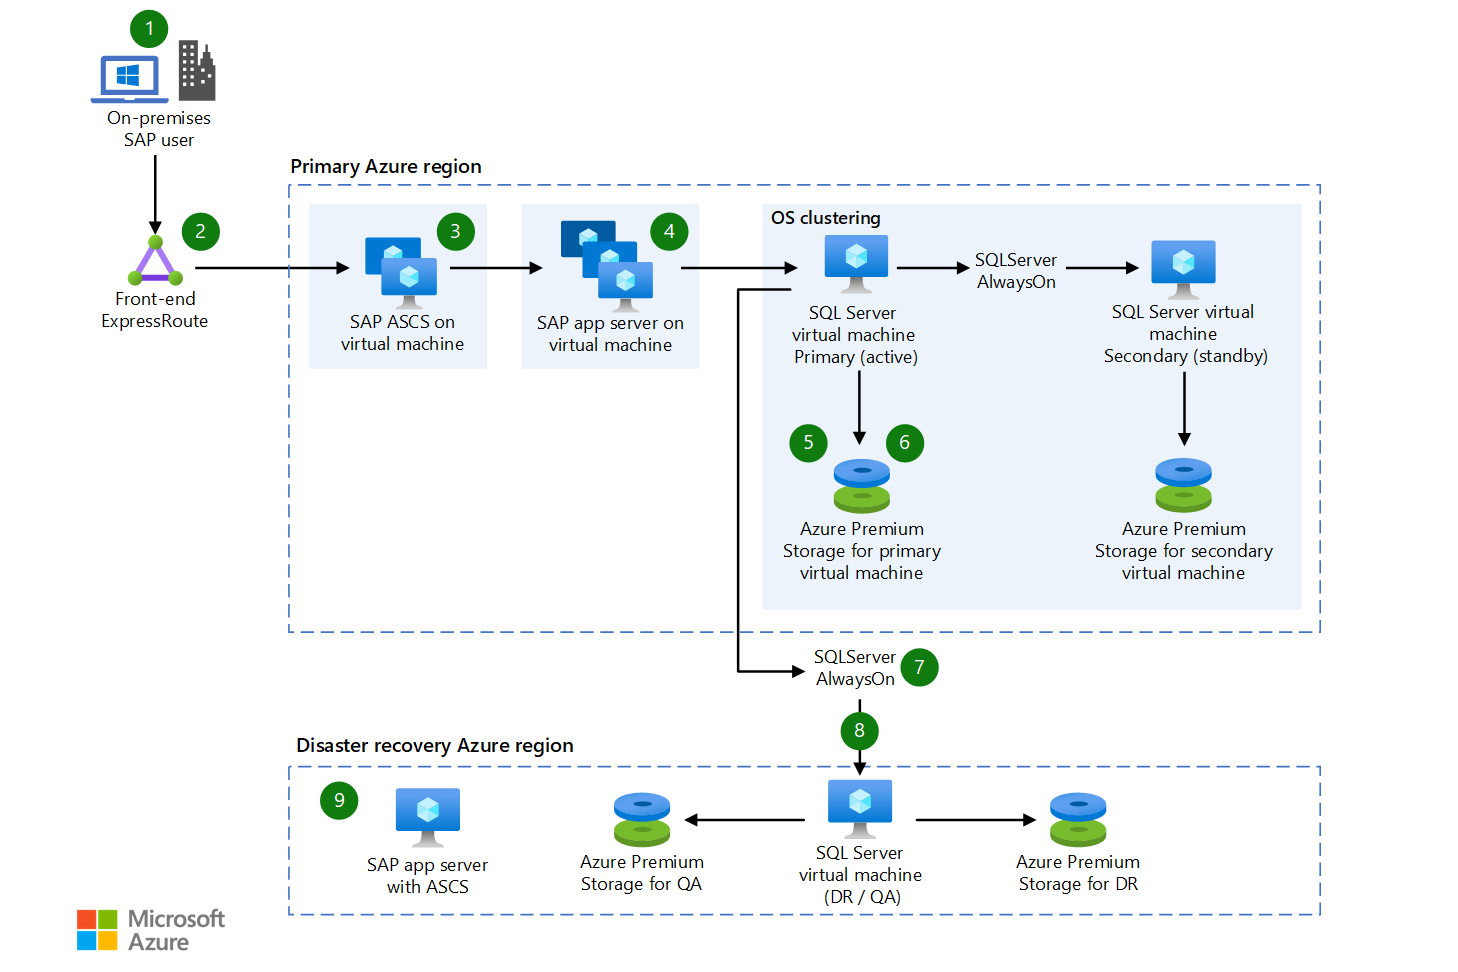 1
On-premises
SAP user
Primary Azure region
2
Front-end
ExpressRoute
3
SAP ASCS on
virtual machine
4
SAP app server on
virtual machine
OS clustering
SQL Server
virtual machine
Primary (active)
SQLServer
AlwaysOn
SQL Server virtual
machine
Secondary (standby)
5
6
Azure Premium
Storage for primary
virtual machine
Azure Premium
Storage for secondary
virtual machine
SQLServer
AlwaysOn
7
8
Disaster recovery Azure region
9
SAP app server
with ASCS
Azure Premium
Storage for QA
SQL Server
virtual machine
(DR / QA)
Azure Premium
Storage for DR
Microsoft
Azure